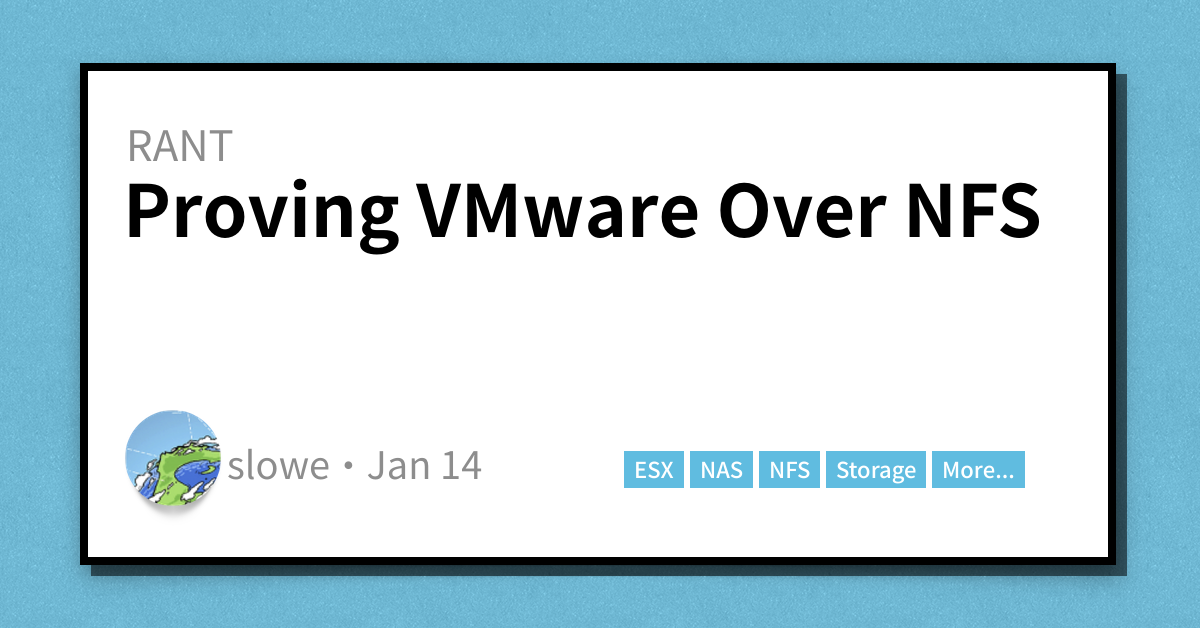 RANT
Proving VMware Over NFS
slowe • Jan 14
ESX NAS NFS Storage More...